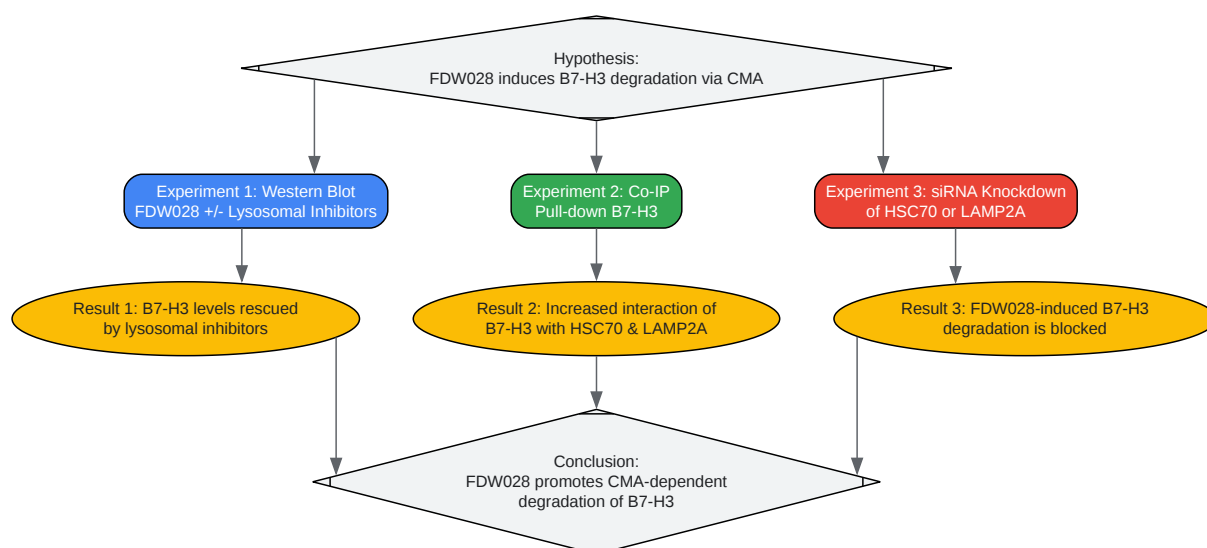 Hypothesis:
FDW028 induces B7-H3 degradation via CMA
Experiment 1: Western Blot
FDW028 +/- Lysosomal Inhibitors
Experiment 2: Co-IP
Pull-down B7-H3
Experiment 3: siRNA Knockdown
of HSC70 or LAMP2A
Result 1: B7-H3 levels rescued
by lysosomal inhibitors
Result 2: Increased interaction of
B7-H3 with HSC70 & LAMP2A
Result 3: FDW028-induced B7-H3
degradation is blocked
Conclusion:
FDW028 promotes CMA-dependent
degradation of B7-H3